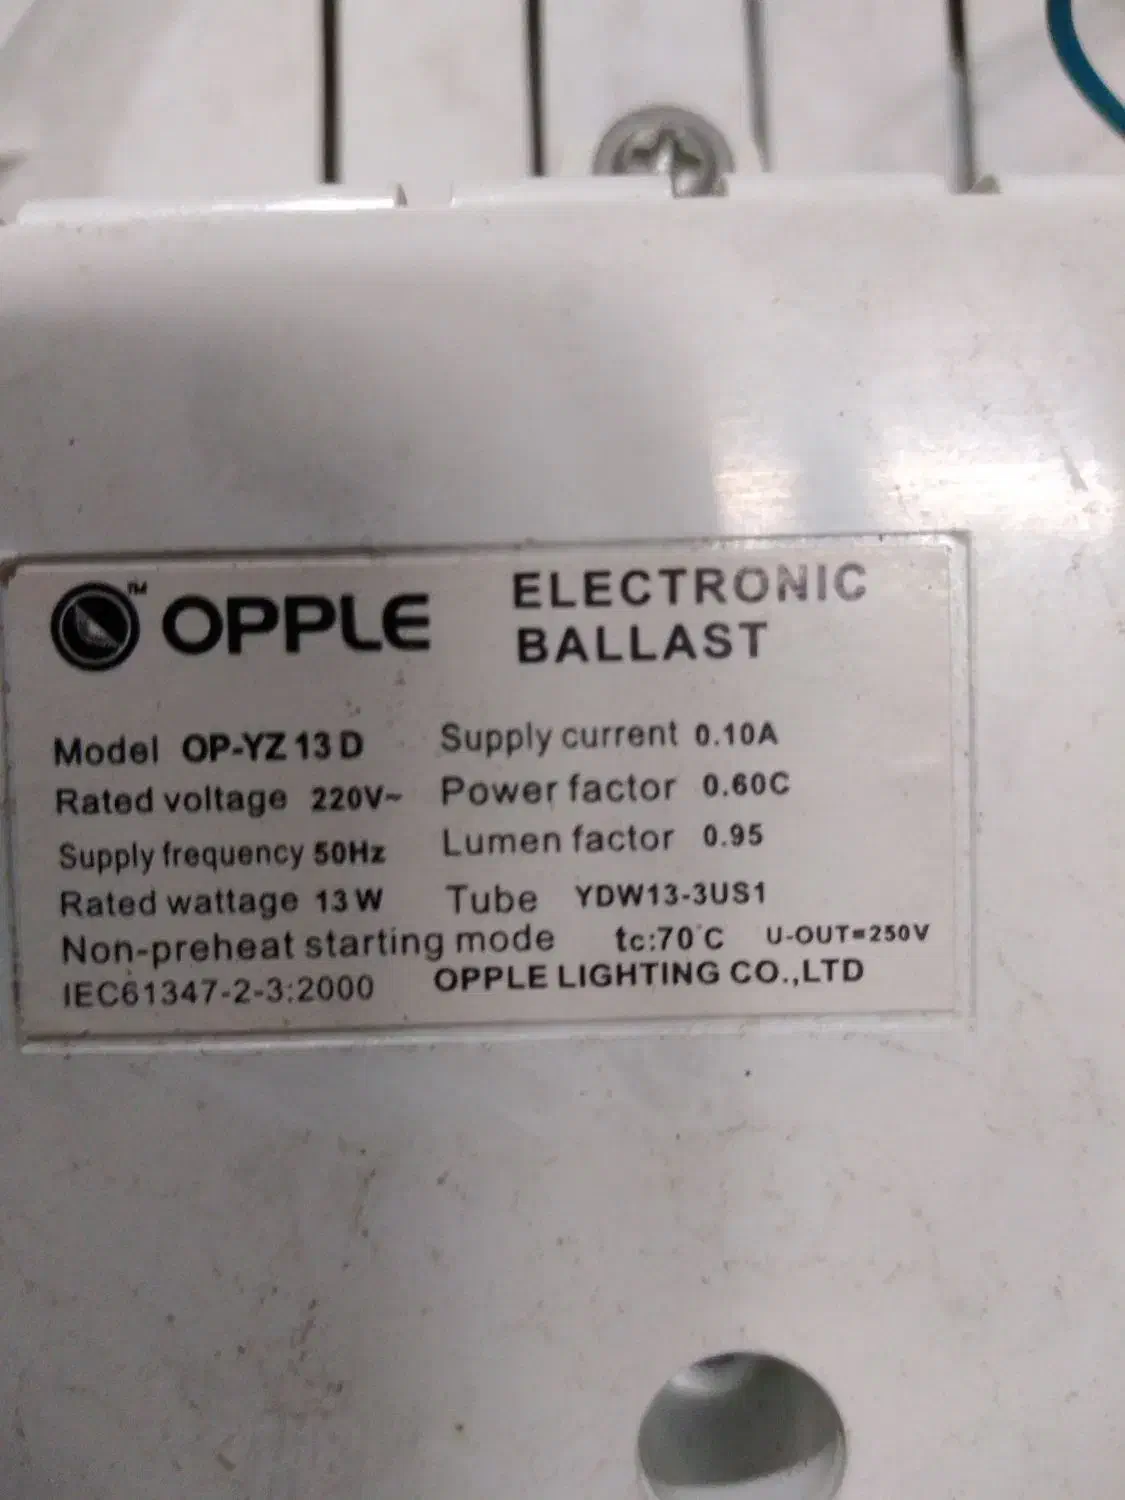 TM OPPLE ELECTRONIC
BALLAST
Model OP-YZ 13 D Supply current 0.10A
Rated voltage 220V~ Power factor 0.60C
Supply frequency 50Hz Lumen factor 0.95
Rated wattage 13 W Tube YDW13-3US1
Non-preheat starting mode tc:70°C U-OUT=250V
IEC61347-2-3:2000 OPPLE LIGHTING CO.,LTD